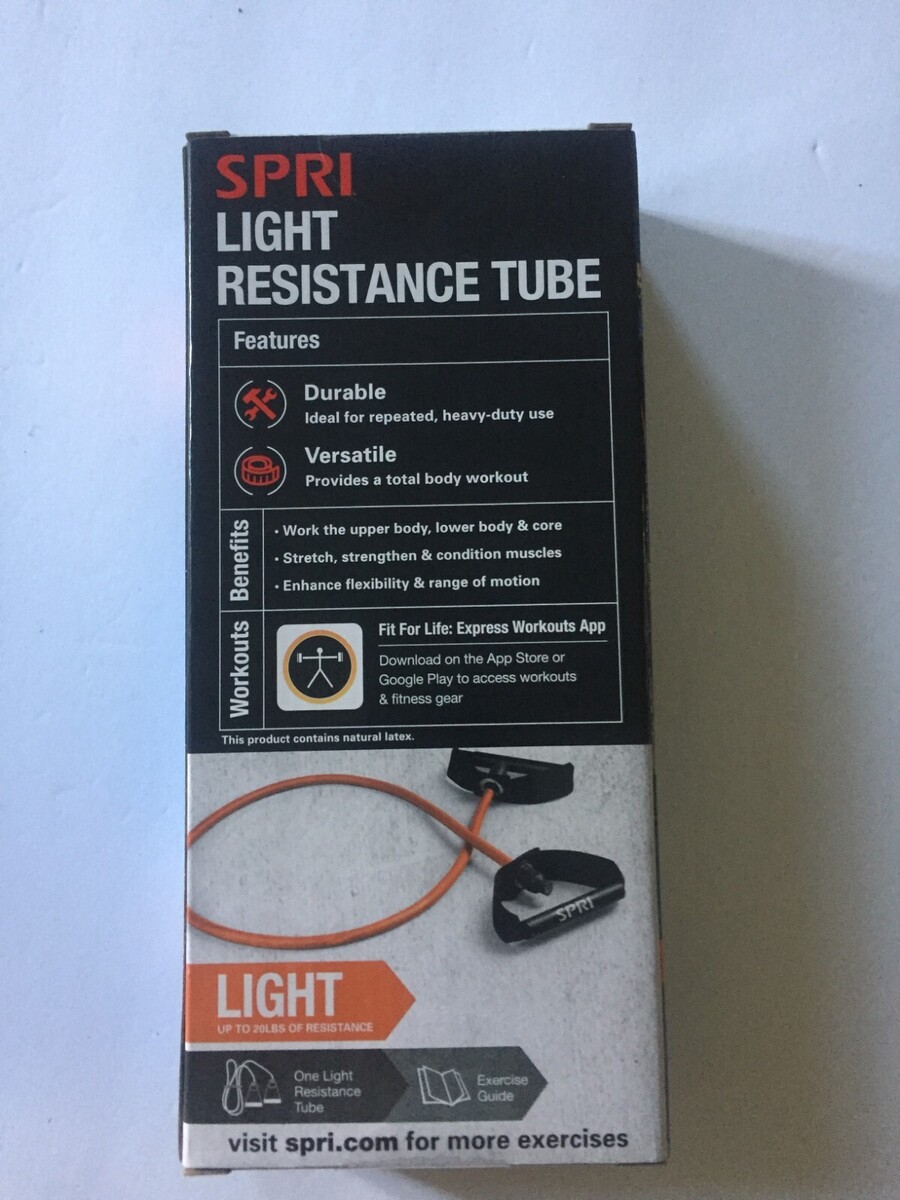 SPRI
LIGHT
RESISTANCE TUBE
Features
Durable
Ideal for repeated, heavy-duty use
Versatile
Provides a total body workout
Benefits
• Work the upper body, lower body & core
• Stretch, strengthen & condition muscles
• Enhance flexibility & range of motion
Workouts
Fit For Life: Express Workouts App
Download on the App Store or
Google Play to access workouts
& fitness gear
This product contains natural latex.
SPRI
LIGHT
UP TO 20LBS OF RESISTANCE
One Light
Resistance
Tube
Exercise
Guide
visit spri.com for more exercises